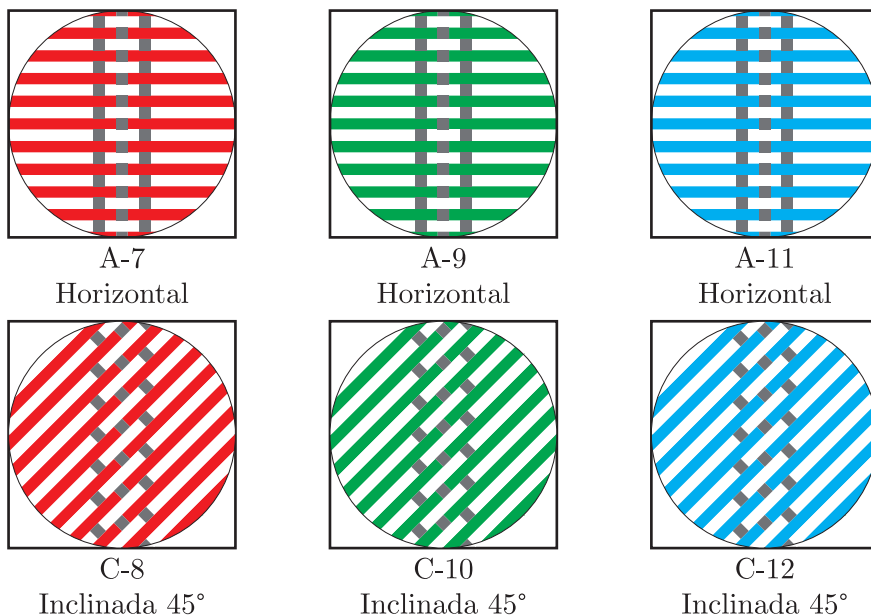 A-7 A-9 A-11
Horizontal Horizontal Horizontal
C-8 C-10 C-12
Inclinada 45° Inclinada 45° Inclinada 45°